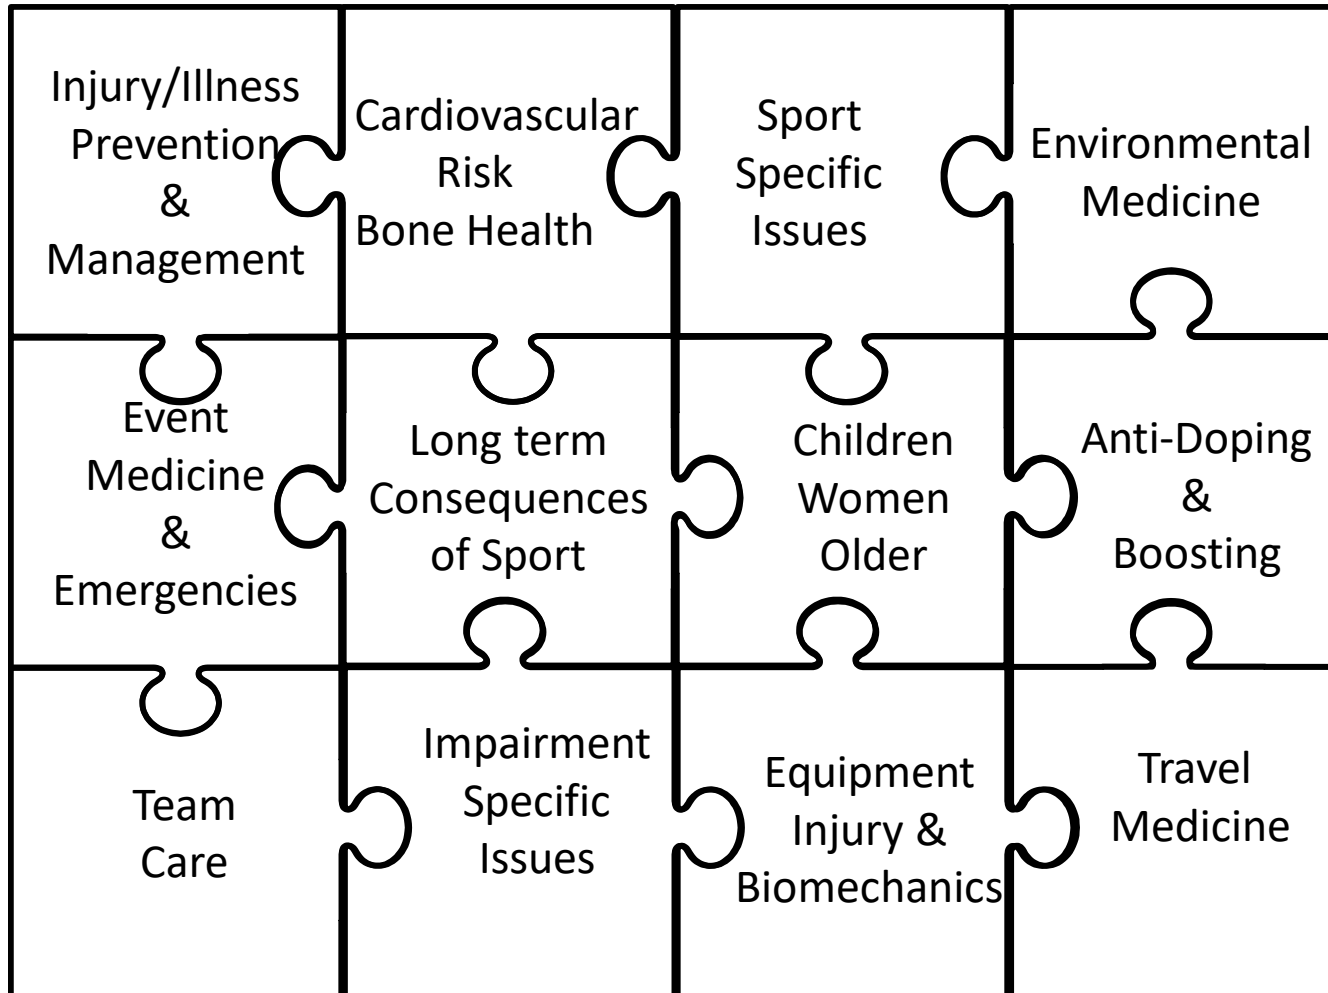 Injury/Illness
Prevention
&
Management
Cardiovascular
Risk
Bone Health
Sport
Specific
Issues
Environmental
Medicine
Event
Medicine
&
Emergencies
Long term
Consequences
of Sport
Children
Women
Older
Anti-Doping
&
Boosting
Team
Care
Impairment
Specific
Issues
Equipment
Injury &
Biomechanics
Travel
Medicine